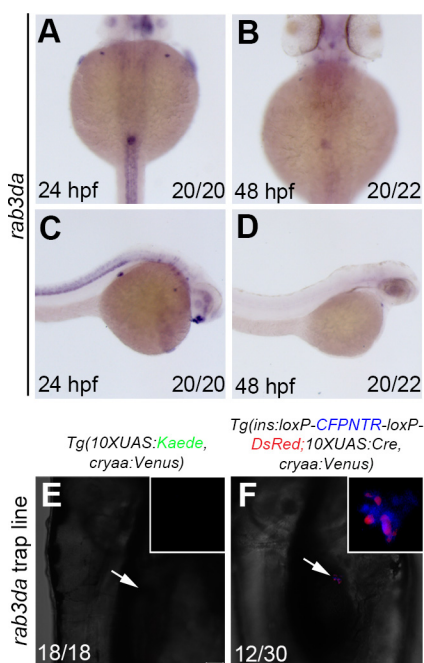 rab3da
A
24 hpf
20/20
B
48 hpf
20/22
C
24 hpf
20/20
D
48 hpf
20/22
Tg(10XUAS:Kaede,
cryaa:Venus)
Tg(ins:loxP-CFPNTR-loxP-
DsRed;10XUAS:Cre,
cryaa:Venus)
rab3da trap line
E
18/18
F
12/30